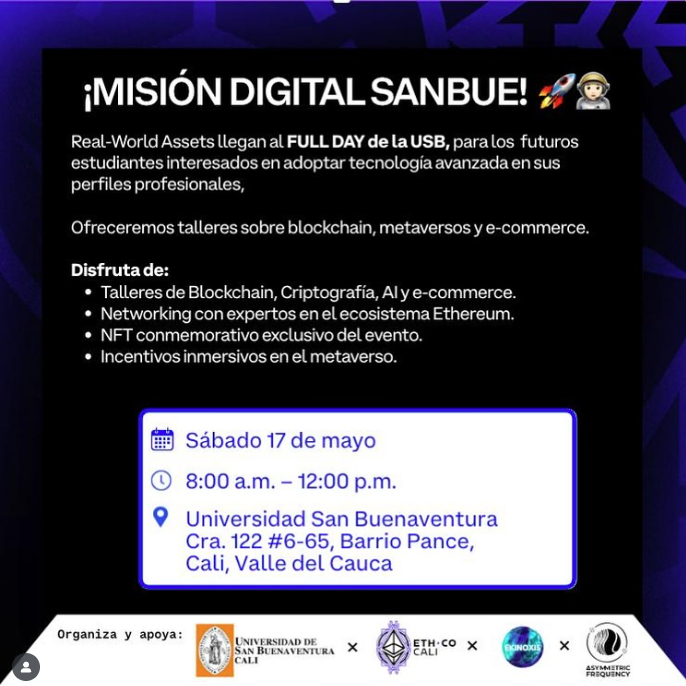 ¡MISIÓN DIGITAL SANBUE! 🚀👩🏻‍🚀
Real-World Assets llegan al FULL DAY de la USB, para los futuros
estudiantes interesados en adoptar tecnología avanzada en sus
perfiles profesionales,
Ofreceremos talleres sobre blockchain, metaversos y e-commerce.
Disfruta de:
• Talleres de Blockchain, Criptografía, AI y e-commerce.
• Networking con expertos en el ecosistema Ethereum.
• NFT conmemorativo exclusivo del evento.
• Incentivos inmersivos en el metaverso.
Sábado 17 de mayo
8:00 a.m. – 12:00 p.m.
Universidad San Buenaventura
Cra. 122 #6-65, Barrio Pance,
Cali, Valle del Cauca
Organiza y apoya:
UNIVERSIDAD DE
SAN BUENAVENTURA
CALI
×
ETH·CO
CALI
×
EKINOXIS
×
ASYMMETRIC
FREQUENCY